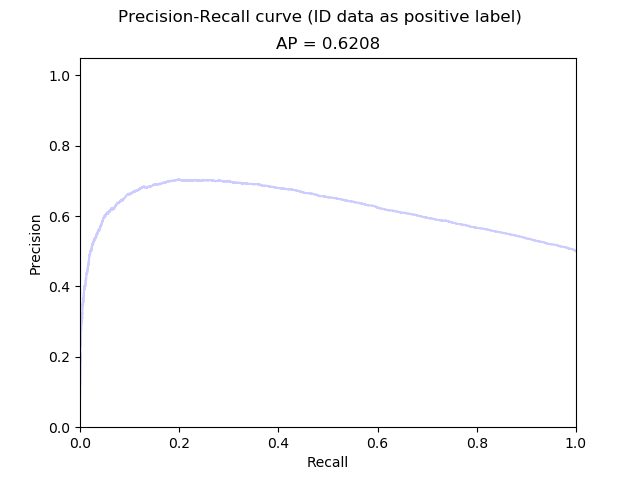 Precision-Recall curve (ID data as positive label)
AP = 0.6208
1.0
0.8
0.6
0.4
0.2
0.0
Precision
0.0 0.2 0.4 0.6 0.8 1.0
Recall